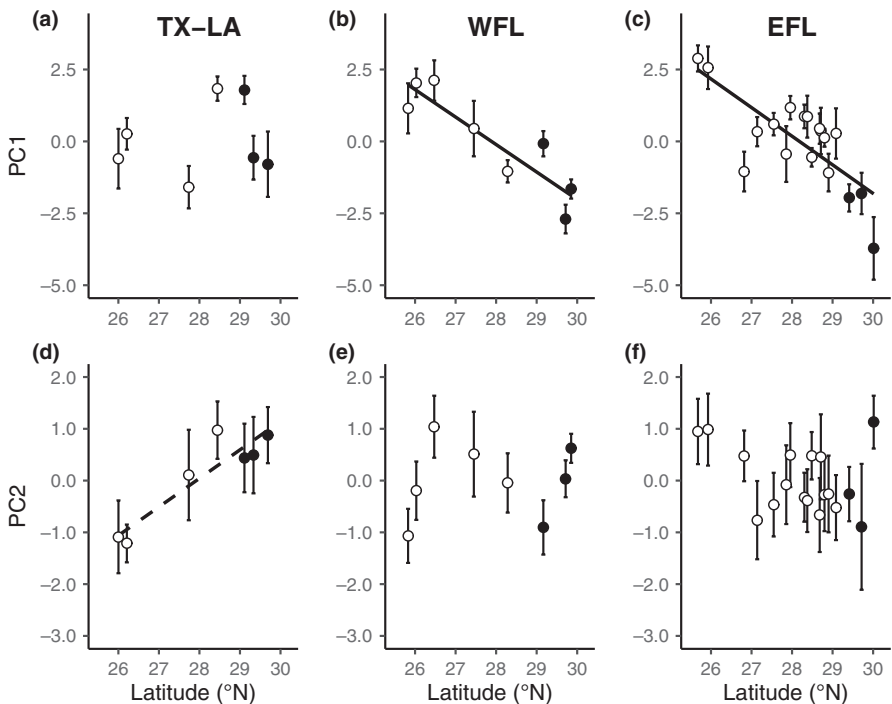 (a) TX–LA (b) WFL (c) EFL
PC1
2.5 2.5 2.5
0.0 0.0 0.0
–2.5 –2.5 –2.5
–5.0 –5.0 –5.0
26 27 28 29 30 26 27 28 29 30 26 27 28 29 30
(d) (e) (f)
PC2
2.0 2.0 2.0
1.0 1.0 1.0
0.0 0.0 0.0
–1.0 –1.0 –1.0
–2.0 –2.0 –2.0
–3.0 –3.0 –3.0
26 27 28 29 30 26 27 28 29 30 26 27 28 29 30
Latitude (°N) Latitude (°N) Latitude (°N)